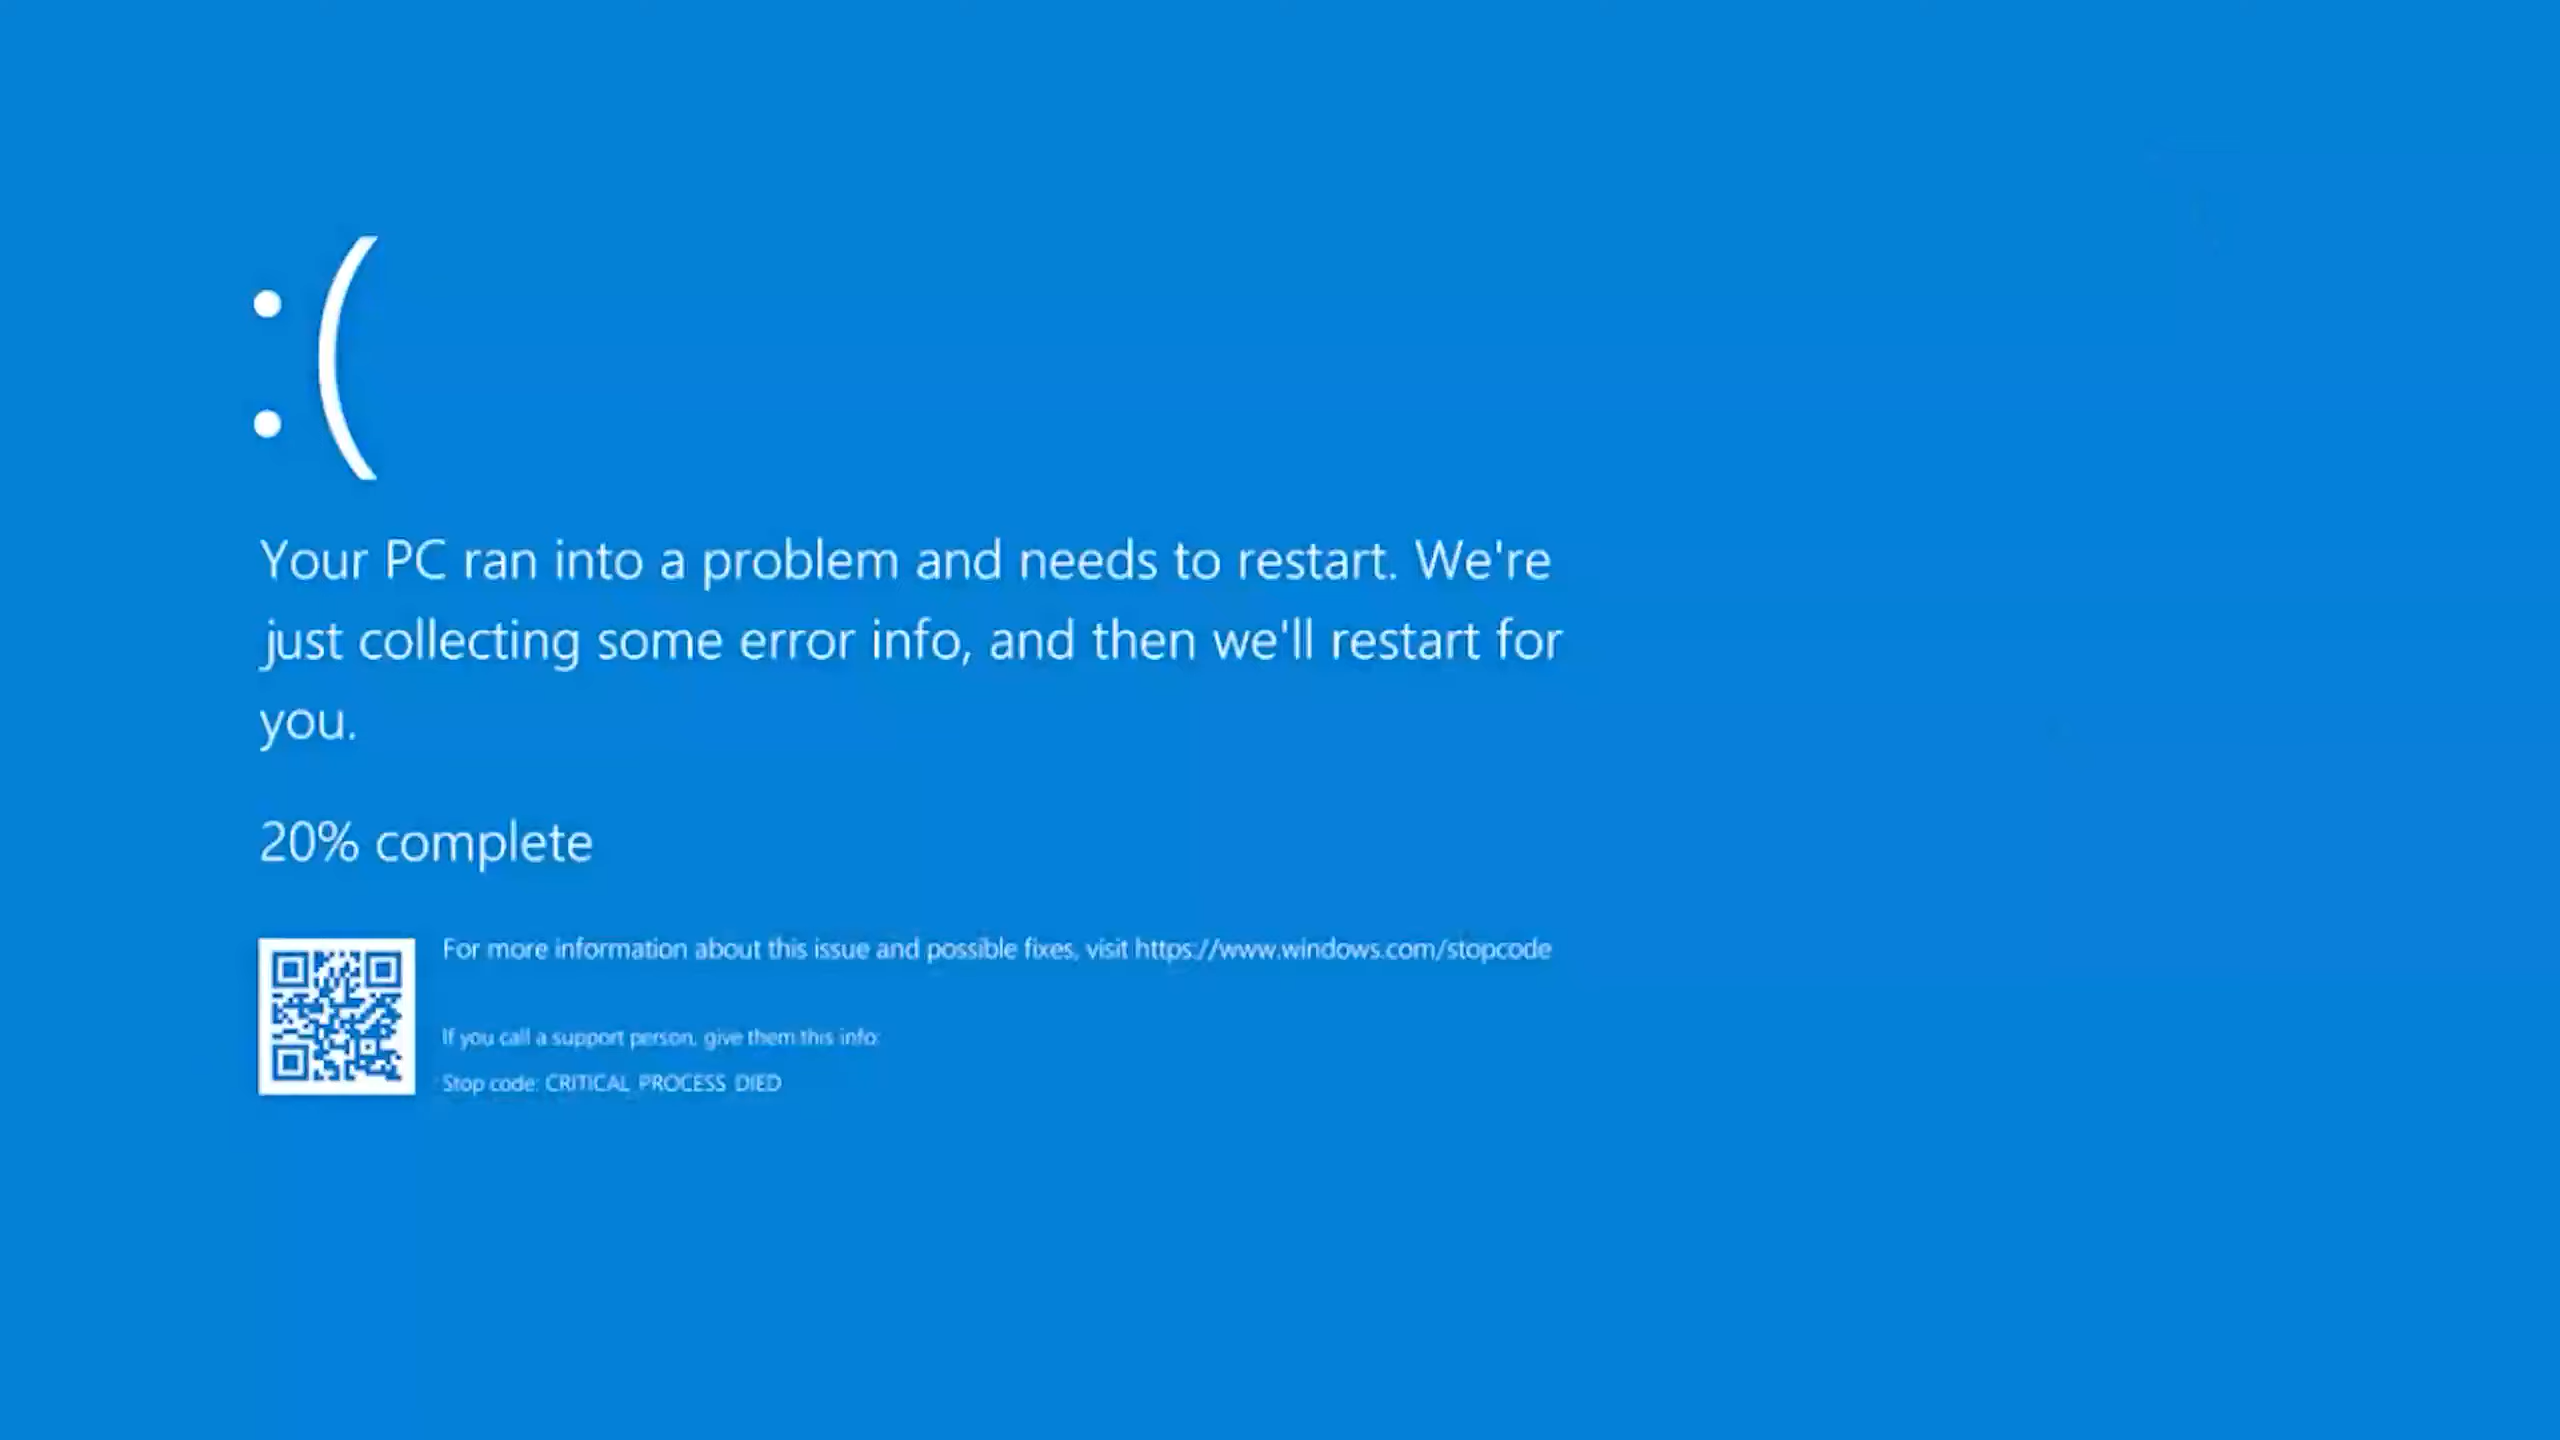 :(
Your PC ran into a problem and needs to restart. We're
just collecting some error info, and then we'll restart for
you.
20% complete
For more information about this issue and possible fixes, visit https://www.windows.com/stopcode
If you call a support person, give them this info:
Stop code: CRITICAL_PROCESS_DIED